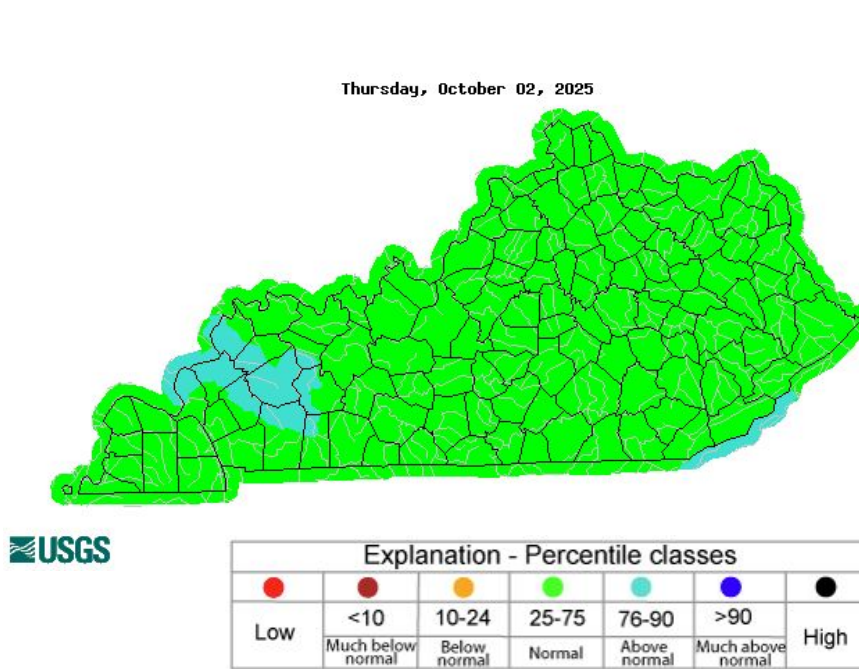 Thursday, October 02, 2025
USGS
Explanation - Percentile classes
Low <10 10-24 25-75 76-90 >90 High
Much below normal Below normal Normal Above normal Much above normal